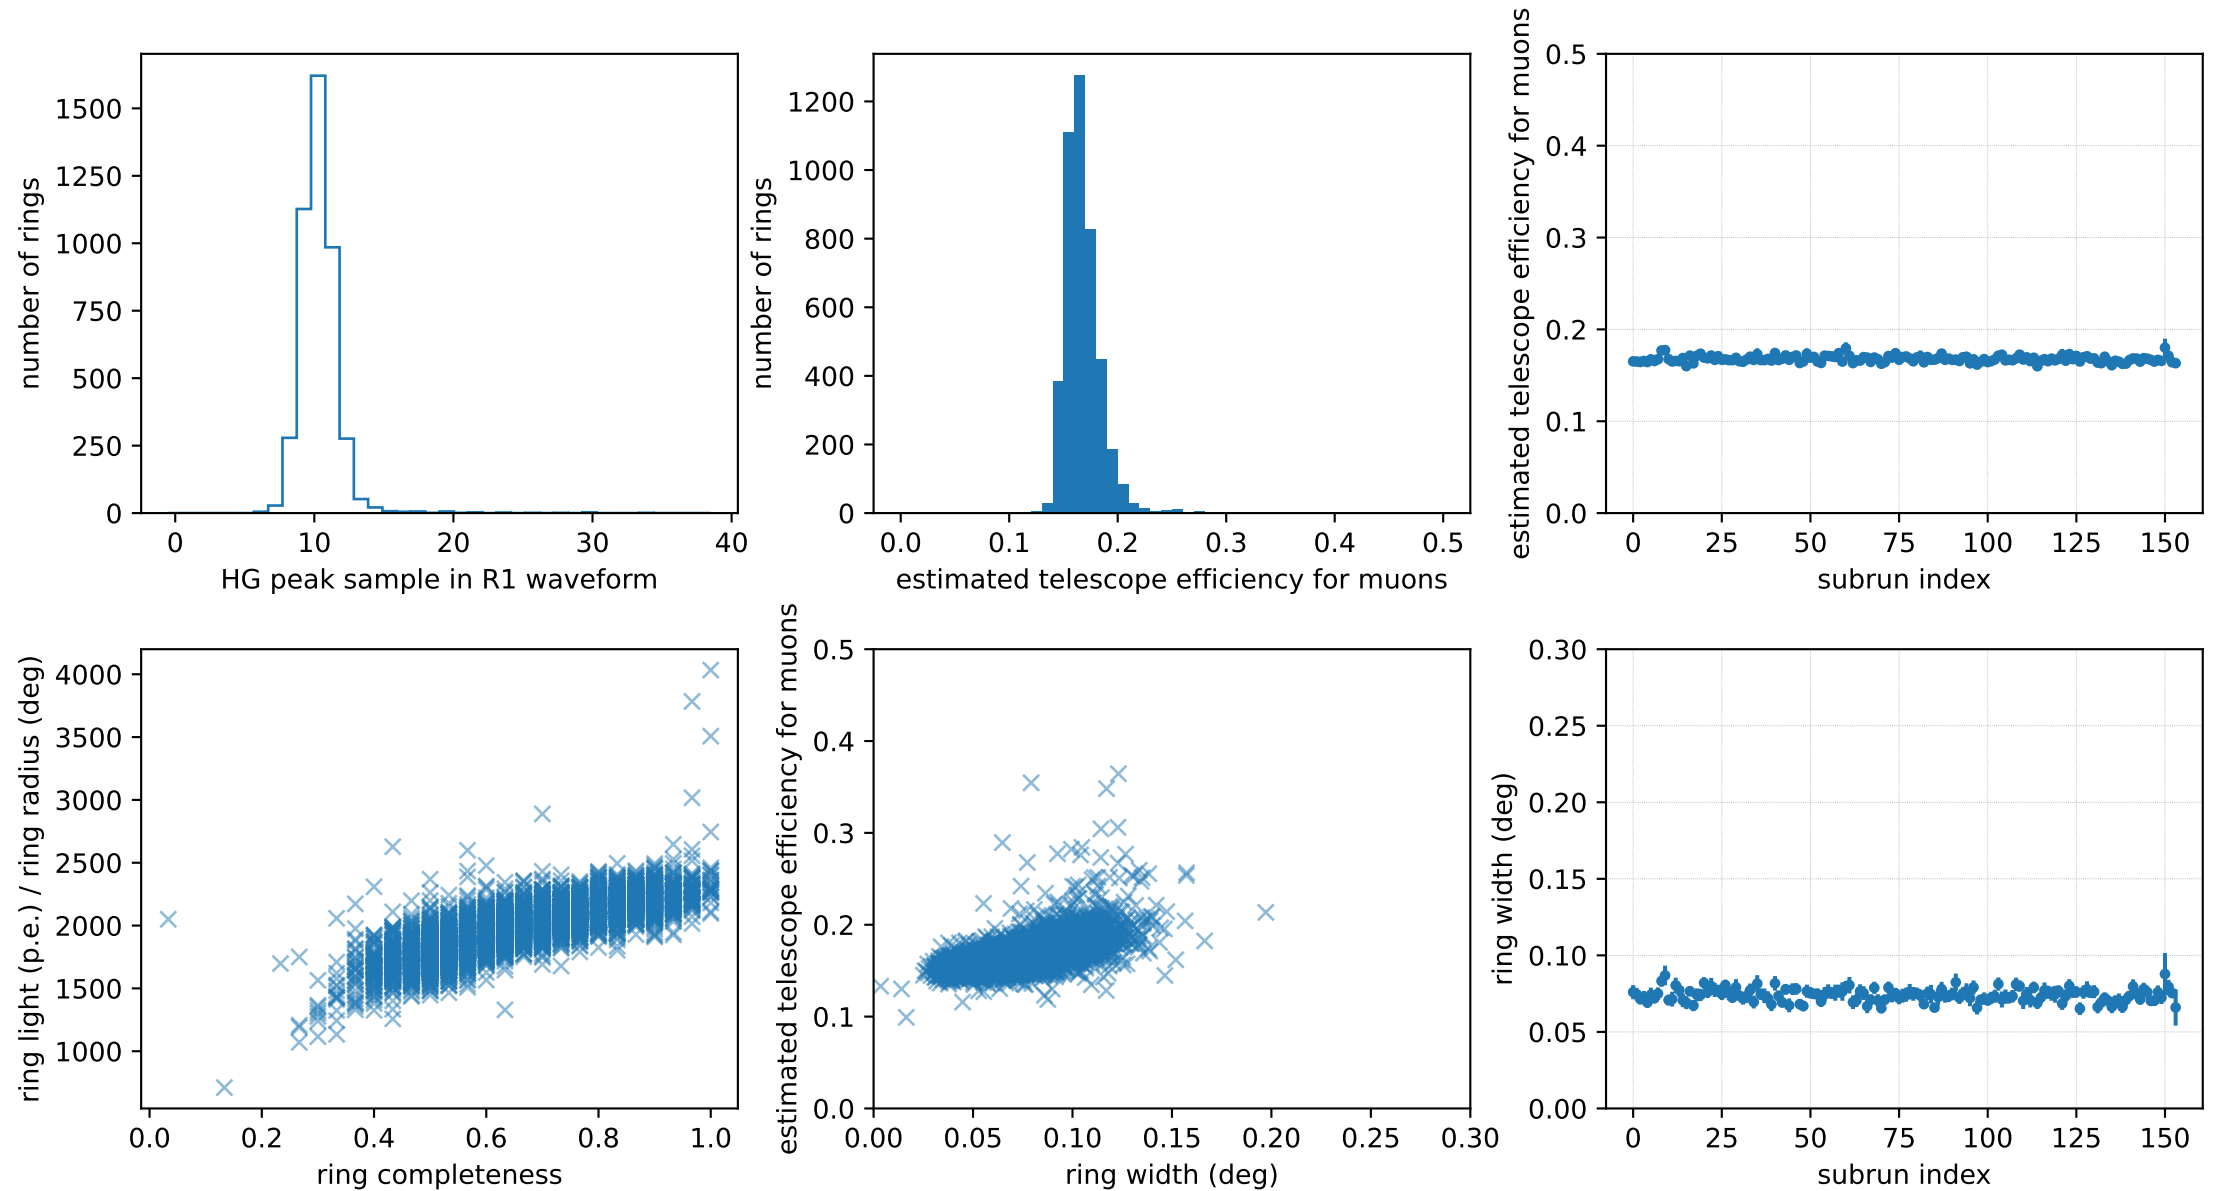 number of rings
1500
1250
1000
750
500
250
0
0 10 20 30 40
HG peak sample in R1 waveform
number of rings
1200
1000
800
600
400
200
0
0.0 0.1 0.2 0.3 0.4 0.5
estimated telescope efficiency for muons
estimated telescope efficiency for muons
0.5
0.4
0.3
0.2
0.1
0.0
0 25 50 75 100 125 150
subrun index
ring light (p.e.) / ring radius (deg)
4000
3500
3000
2500
2000
1500
1000
0.0 0.2 0.4 0.6 0.8 1.0
ring completeness
estimated telescope efficiency for muons
0.5
0.4
0.3
0.2
0.1
0.0
0.00 0.05 0.10 0.15 0.20 0.25 0.30
ring width (deg)
ring width (deg)
0.30
0.25
0.20
0.15
0.10
0.05
0.00
0 25 50 75 100 125 150
subrun index